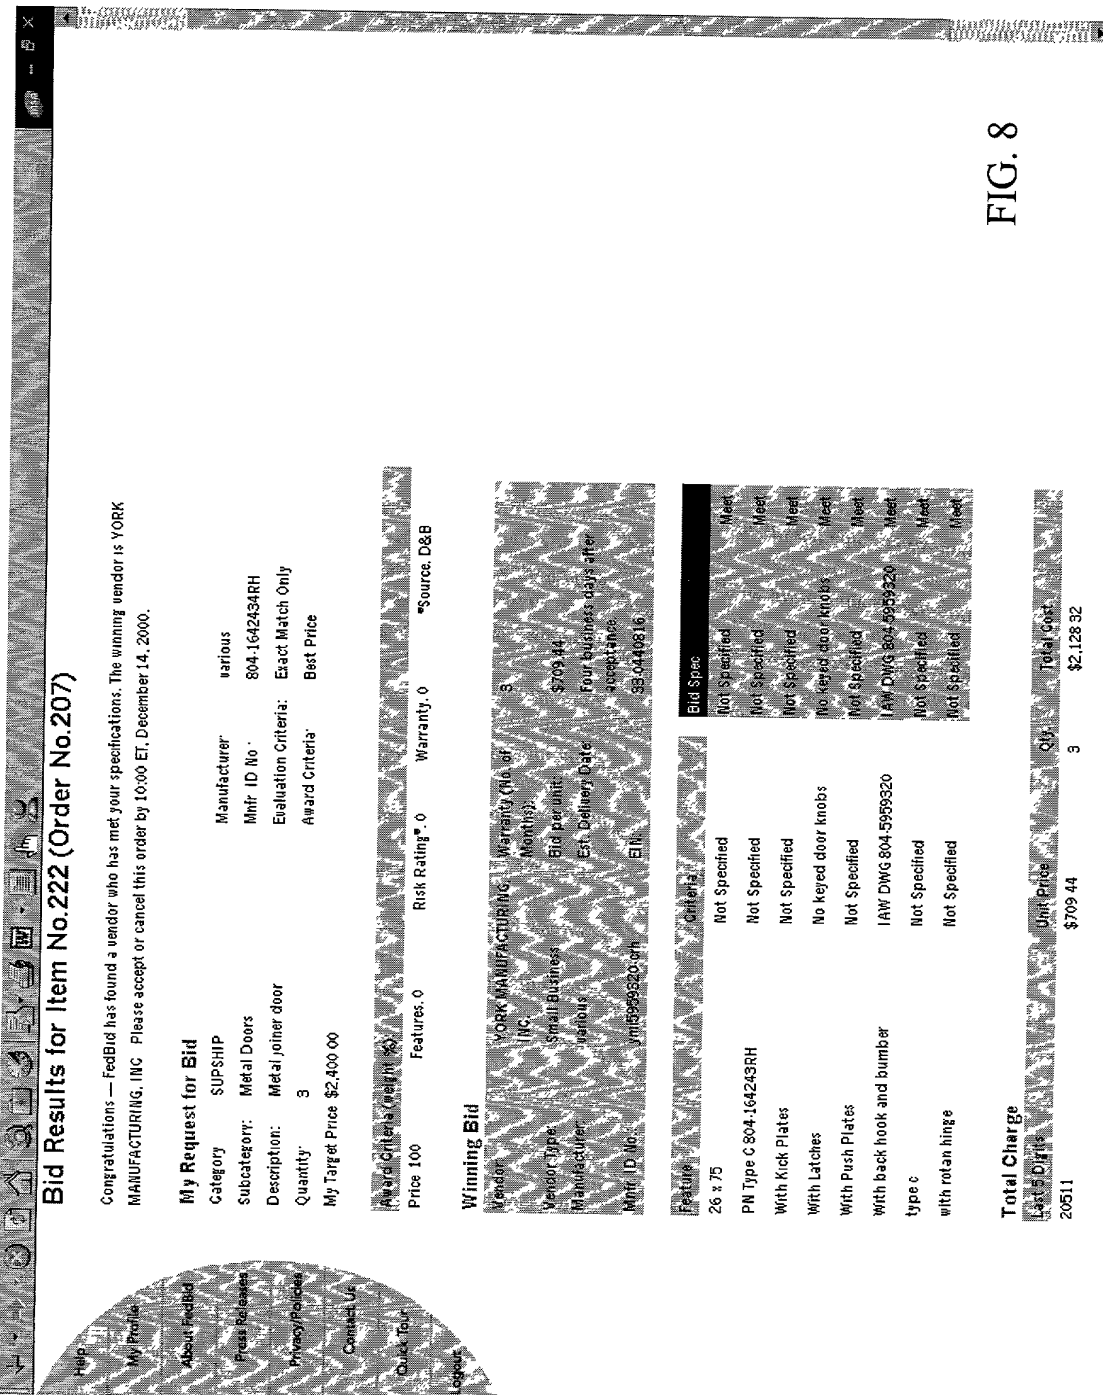 Bid Results for Item No.222 (Order No.207)
Help
My Profile
About FedBid
Press Releases
Privacy/Policies
Contact Us
Quick Tour
Logout
Congratulations — FedBid has found a vendor who has met your specifications. The winning vendor is YORK
MANUFACTURING, INC Please accept or cancel this order by 10:00 ET, December 14, 2000.
My Request for Bid
Category SUPSHIP Manufacturer various
Subcategory: Metal Doors Mnfr ID No 804-1642434RH
Description: Metal joiner door Evaluation Criteria: Exact Match Only
Quantity 3 Award Criteria Best Price
My Target Price $2,400 00
Award Criteria (weight %):
Price 100 Features. 0 Risk Rating*. 0 Warranty. 0 *Source. D&B
Winning Bid
Vendor: YORK MANUFACTURING, INC. Warranty (No. of Months): 3
Vendor Type: Small Business Bid per unit: $709.44
Manufacturer: various Est. Delivery Date: Four business days after acceptance.
Mnfr. ID No.: EIN:
Feature Criteria Bid Spec
26 x 75 Not Specified Not Specified Meet
PN Type C 804-164243RH Not Specified Not Specified Meet
With Kick Plates Not Specified Not Specified Meet
With Latches No keyed door knobs No keyed door knobs Meet
With Push Plates Not Specified Not Specified Meet
With back hook and bumber IAW DWG 804-5959320 IAW DWG 804-5959320 Meet
type c Not Specified Not Specified Meet
with rotan hinge Not Specified Not Specified Meet
Total Charge
Last 5 Digits Unit Price Qty. Total Cost
20511 $709 44 3 $2,128 32
FIG. 8